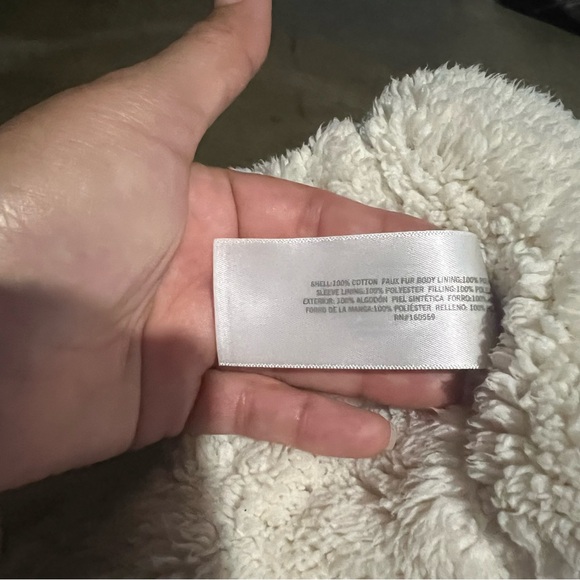 SHELL:100% COTTON FAUX FUR BODY LINING:100%
SLEEVE LINING:100% POLYESTER FILLING:100%
EXTERIOR: 100% ALGODÓN PIEL SINTÉTICA FORRO:100%
FORRO DE LA MANGA:100% POLIÉSTER RELLENO: 100%
RN#160559